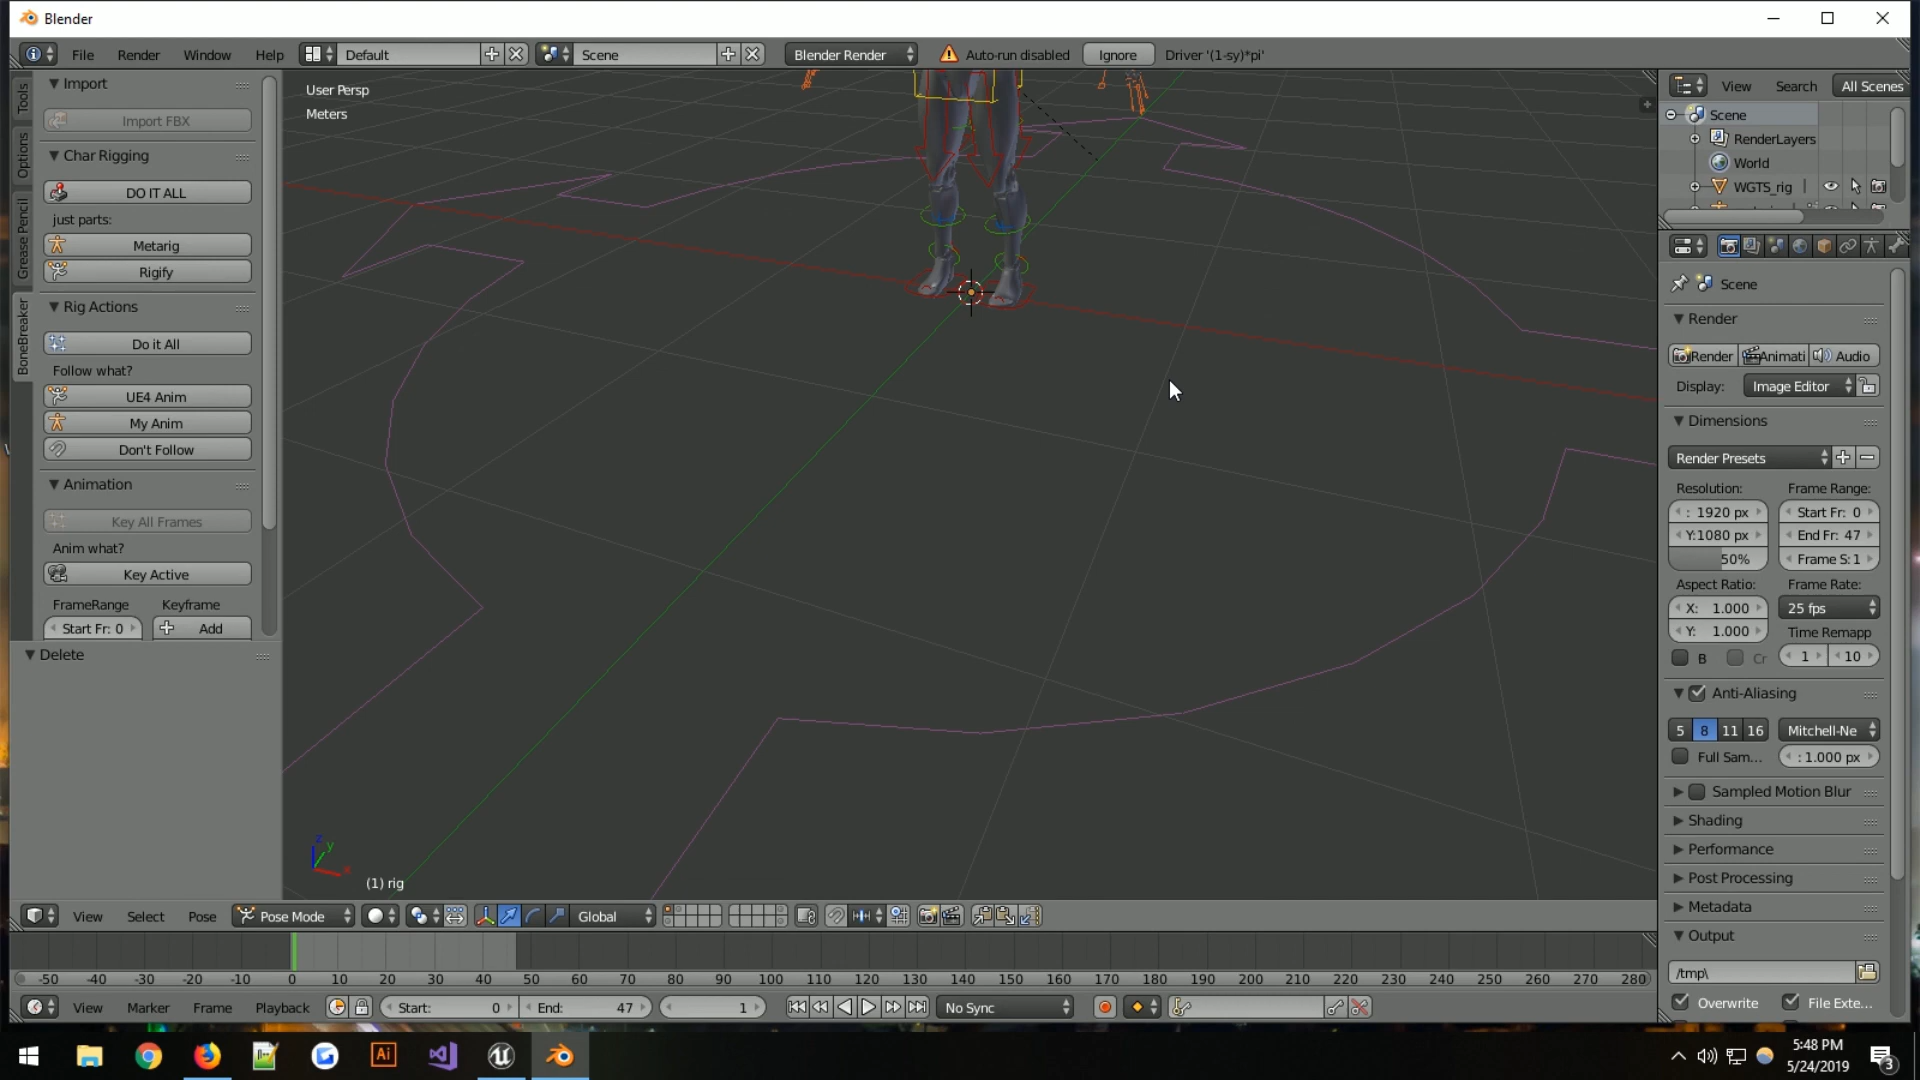 Blender
File Render Window Help Default Scene Blender Render Auto-run disabled Ignore Driver '(1-sy)*pi'
Tools
Options
Grease Pencil
BoneBreaker
Import
Import FBX
Char Rigging
DO IT ALL
just parts:
Metarig
Rigify
Rig Actions
Do it All
Follow what?
UE4 Anim
My Anim
Don't Follow
Animation
Key All Frames
Anim what?
Key Active
FrameRange Keyframe
Start Fr: 0 Add
Delete
User Persp
Meters
z
y
x
(1) rig
View Select Pose Pose Mode Global
-50 -40 -30 -20 -10 0 10 20 30 40 50 60 70 80 90 100 110 120 130 140 150 160 170 180 190 200 210 220 230 240 250 260 270 280
View Marker Frame Playback Start: 0 End: 47 1 No Sync
View Search All Scenes
Scene
RenderLayers
World
WGTS_rig
Scene
Render
Render Animati Audio
Display: Image Editor
Dimensions
Render Presets
Resolution: Frame Range:
: 1920 px Start Fr: 0
Y:1080 px End Fr: 47
50% Frame S:1
Aspect Ratio: Frame Rate:
X: 1.000 25 fps
Y: 1.000 Time Remapp
B Cr 1 10
Anti-Aliasing
5 8 11 16 Mitchell-Ne
Full Sam... : 1.000 px
Sampled Motion Blur
Shading
Performance
Post Processing
Metadata
Output
/tmp\
Overwrite File Exte...
Ai
5:48 PM
5/24/2019
3